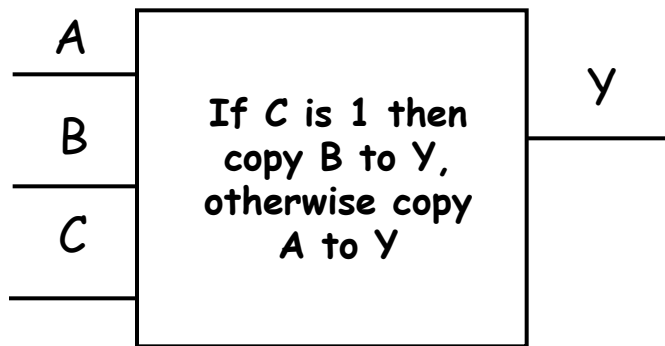 A
B
C
If C is 1 then
copy B to Y,
otherwise copy
A to Y
Y